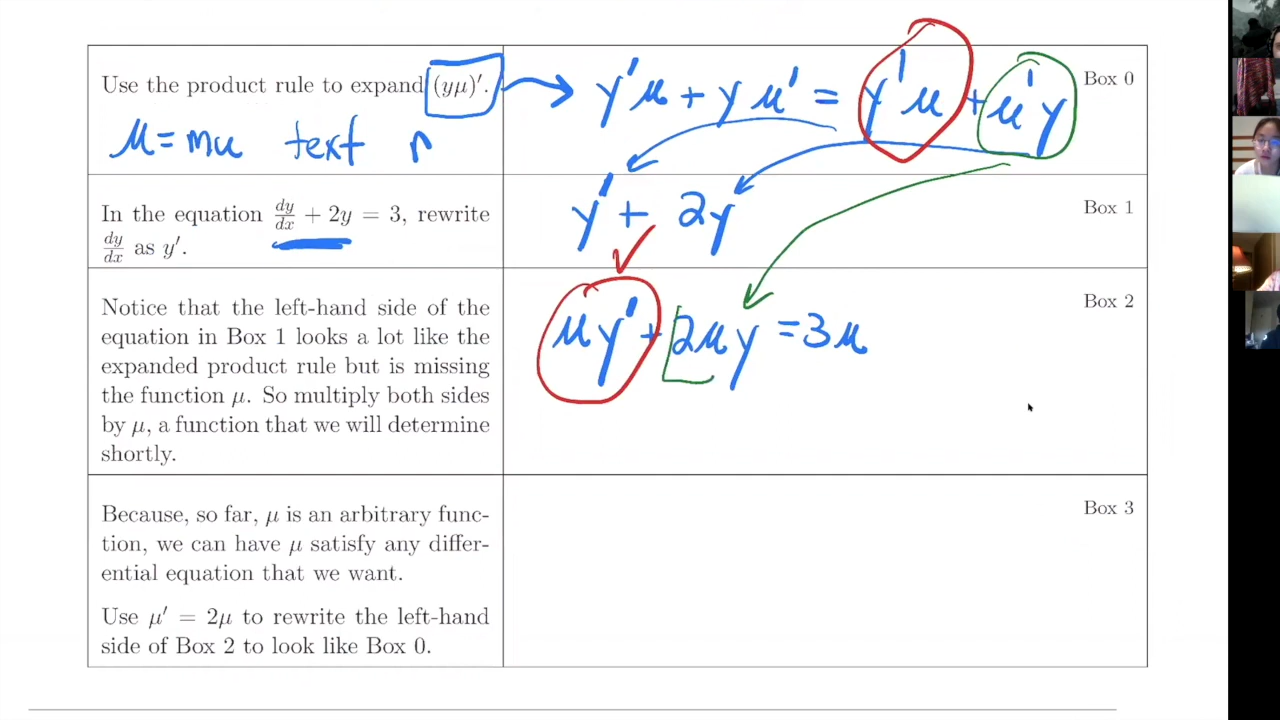 Use the product rule to expand (yμ)′.
y'μ + yμ' = y'μ + μ'y
Box 0
μ = mu text r
In the equation dy/dx + 2y = 3, rewrite
dy/dx as y′.
y' + 2y
Box 1
Notice that the left-hand side of the
equation in Box 1 looks a lot like the
expanded product rule but is missing
the function μ. So multiply both sides
by μ, a function that we will determine
shortly.
μy' + 2μy = 3μ
Box 2
Because, so far, μ is an arbitrary func-
tion, we can have μ satisfy any differ-
ential equation that we want.
Use μ′ = 2μ to rewrite the left-hand
side of Box 2 to look like Box 0.
Box 3